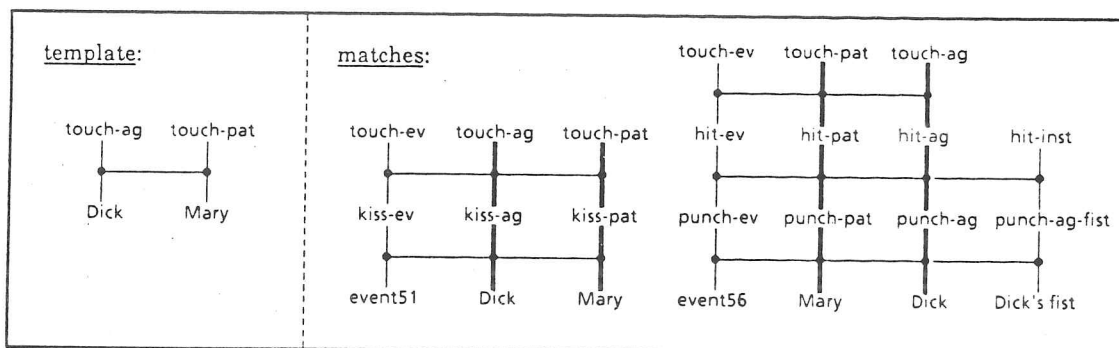 template:
touch-ag touch-pat
Dick Mary
matches:
touch-ev touch-ag touch-pat
kiss-ev kiss-ag kiss-pat
event51 Dick Mary
touch-ev touch-pat touch-ag
hit-ev hit-pat hit-ag hit-inst
punch-ev punch-pat punch-ag punch-ag-fist
event56 Mary Dick Dick's fist